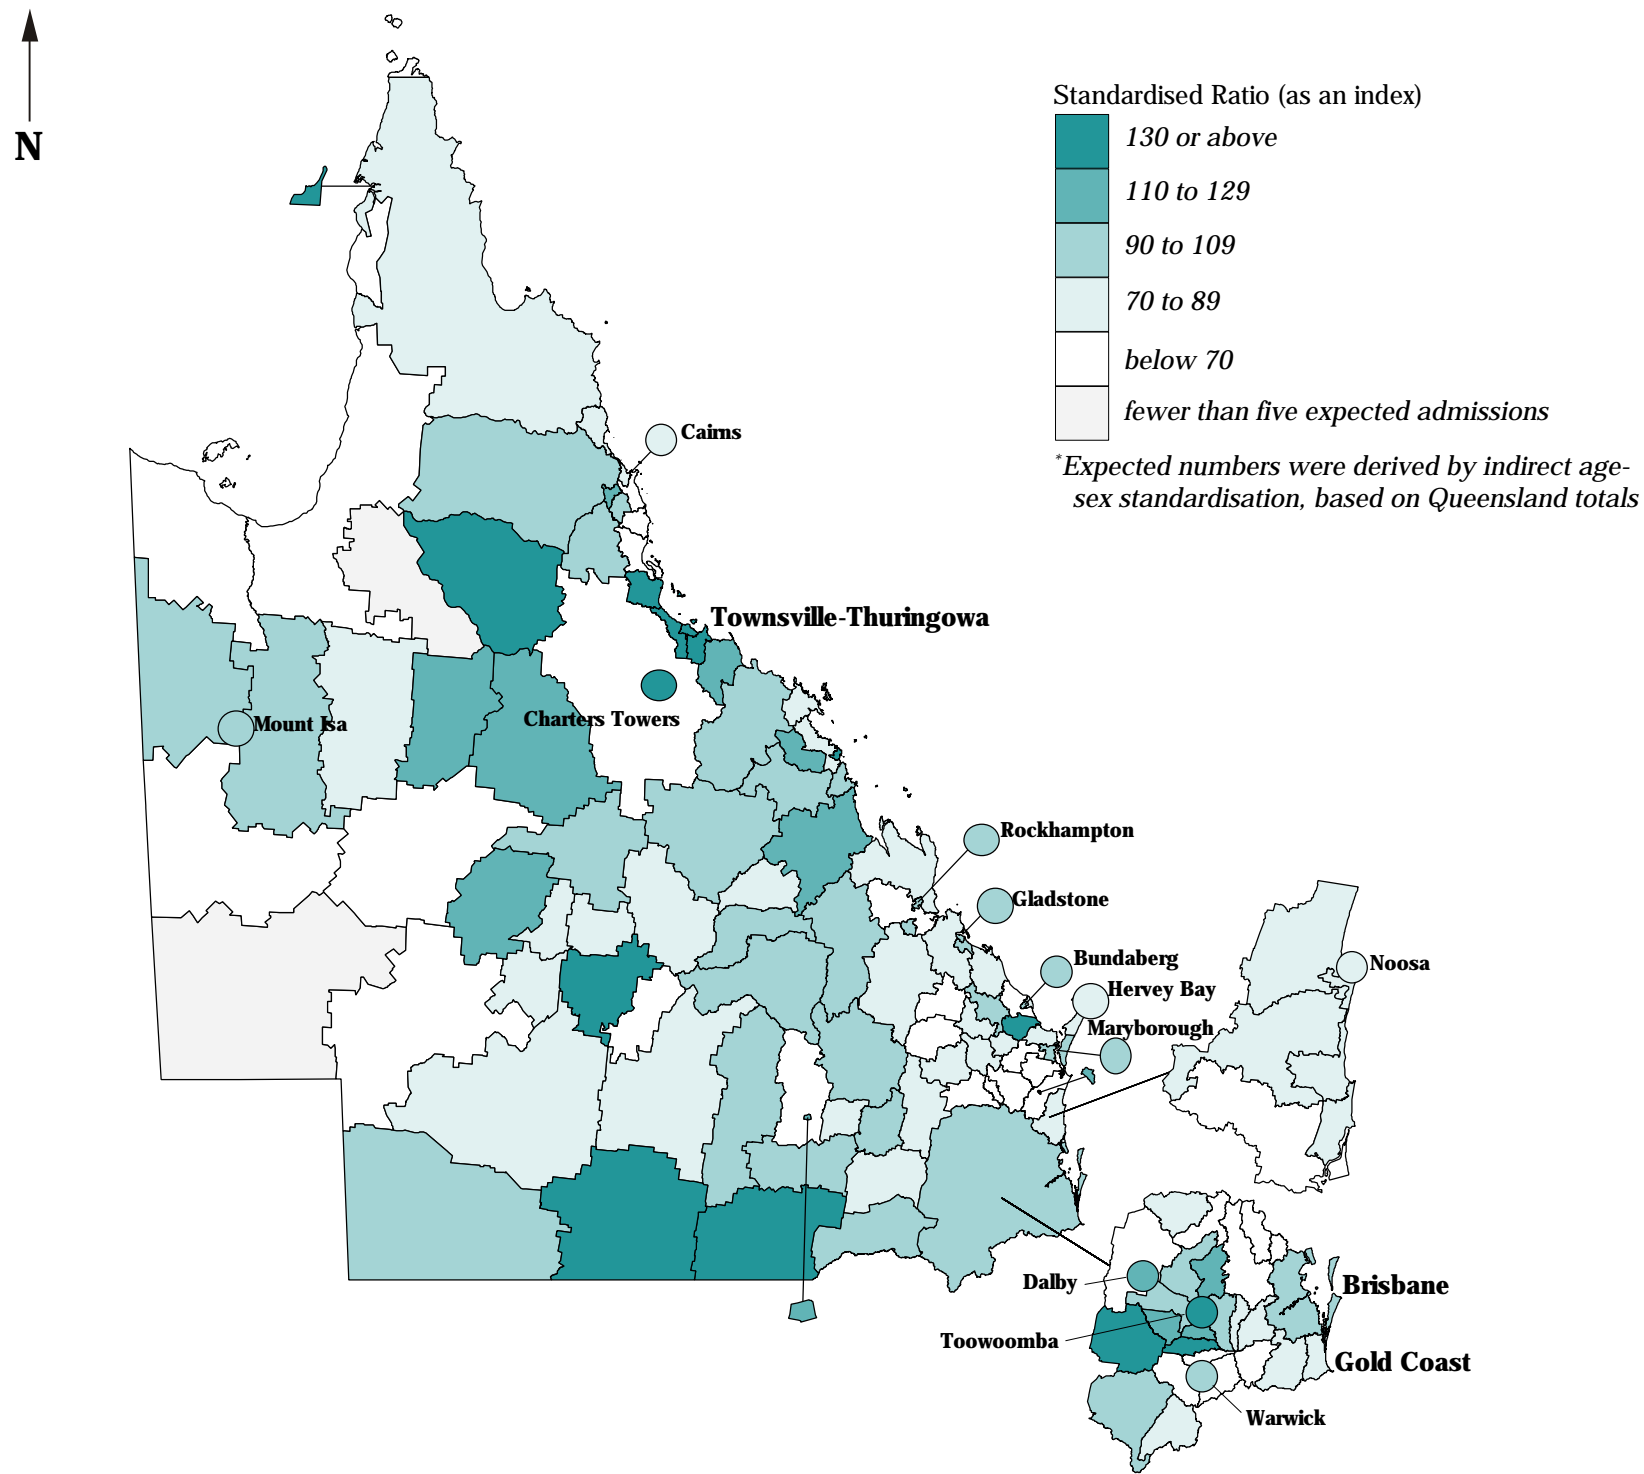 N
Standardised Ratio (as an index)
130 or above
110 to 129
90 to 109
70 to 89
below 70
fewer than five expected admissions
*Expected numbers were derived by indirect age-
sex standardisation, based on Queensland totals
Cairns
Townsville-Thuringowa
Charters Towers
Mount Isa
Rockhampton
Gladstone
Bundaberg
Hervey Bay
Maryborough
Noosa
Dalby
Brisbane
Toowoomba
Gold Coast
Warwick